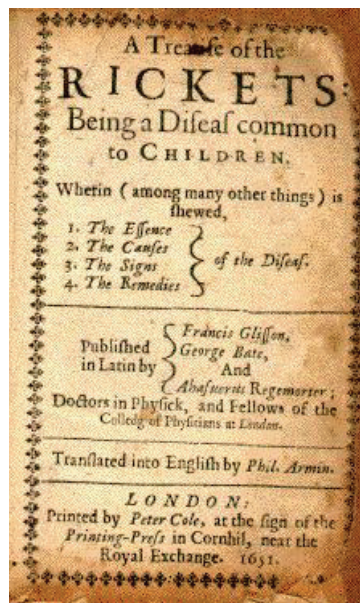 A Treatise of the
RICKETS:
Being a Diſeaſ common
to CHILDREN.
Wherin ( among many other things ) is
ſhewed,
1. The Eſſence
2. The Cauſes
3. The Signs
4. The Remedies
of the Diſeaſ.
Publiſhed
in Latin by
Francis Gliſſon,
George Bate,
And
Ahaſuerus Regemorter;
Doctors in Phyſick, and Fellows of the
Colledg of Phyſitians at London.
Tranſlated into Engliſh by Phil. Armin.
LONDON:
Printed by Peter Cole, at the ſign of the
Printing-Preſs in Cornhil, near the
Royal Exchange. 1651.